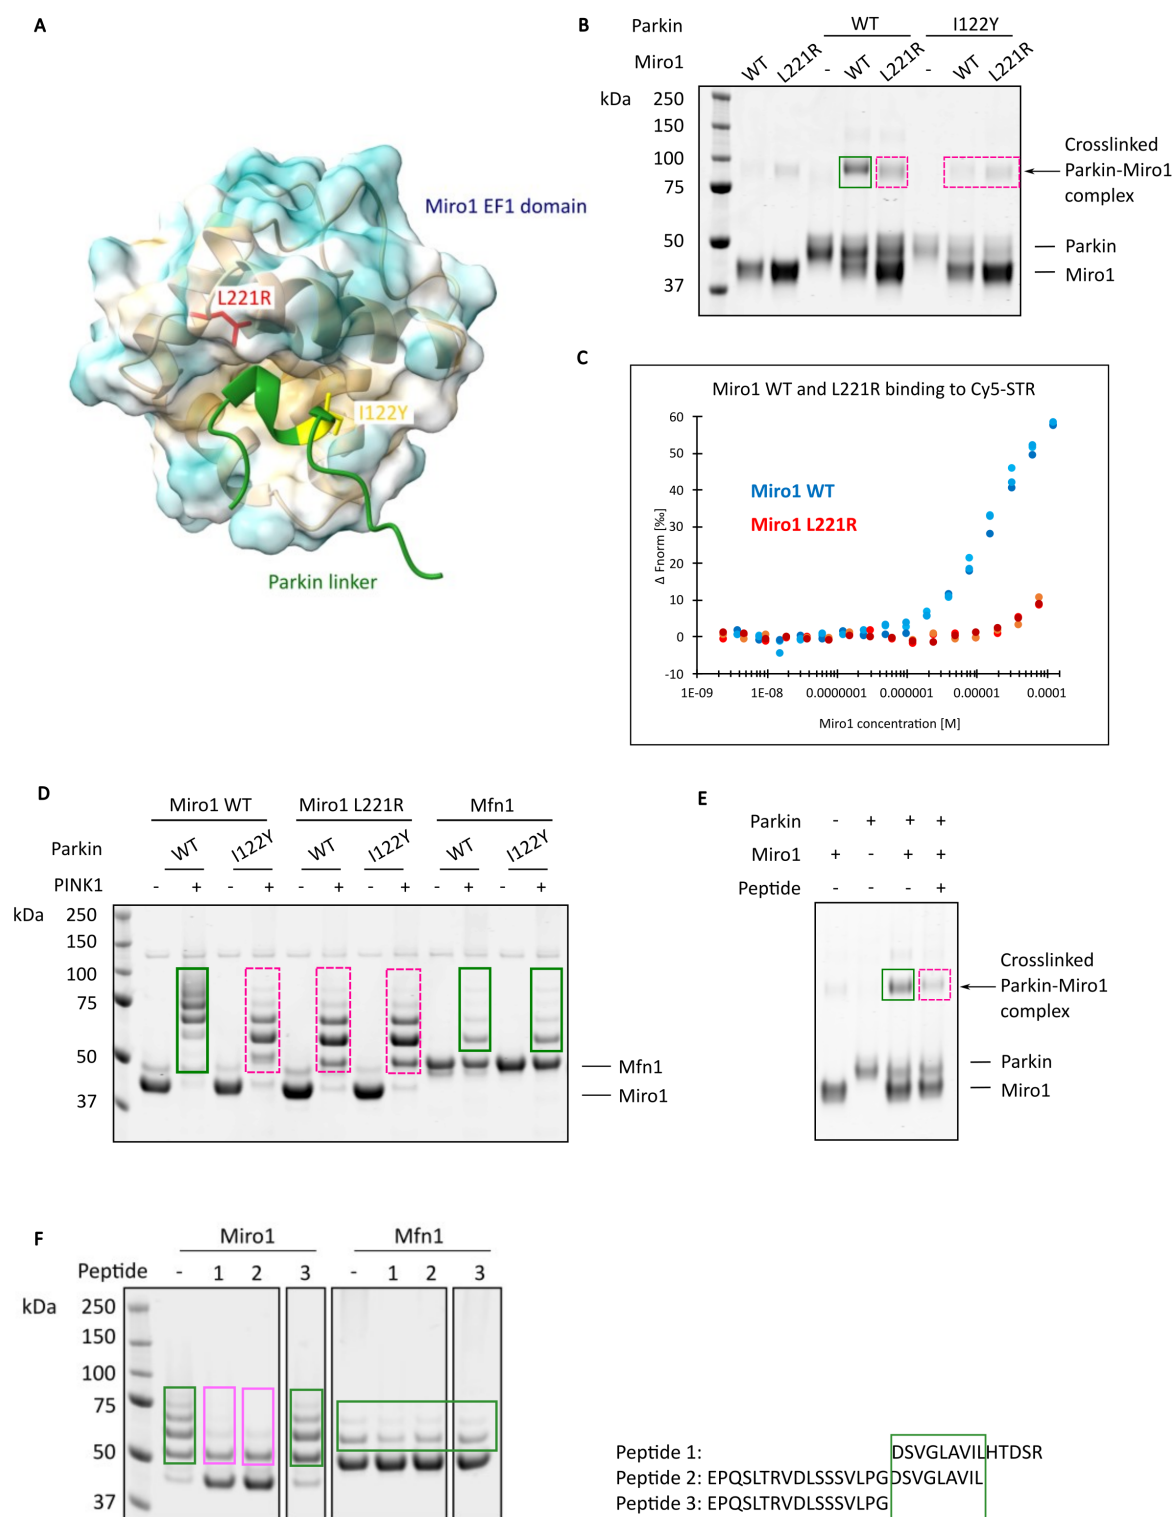 A
Miro1 EF1 domain
L221R
I122Y
Parkin linker
B
Parkin WT I122Y
Miro1 WT L221R - WT L221R - WT L221R
kDa 250
150
100
75
50
37
Crosslinked
Parkin-Miro1
complex
Parkin
Miro1
C
Miro1 WT and L221R binding to Cy5-STR
60
50
40
30
20
10
0
-10
Δ Fnorm [‰]
Miro1 WT
Miro1 L221R
1E-09 1E-08 0.0000001 0.000001 0.00001 0.0001
Miro1 concentration [M]
D
Miro1 WT Miro1 L221R Mfn1
Parkin WT I122Y WT I122Y WT I122Y
PINK1 - + - + - + - + - + - +
kDa 250
150
100
75
50
37
Mfn1
Miro1
E
Parkin - + + +
Miro1 + - + +
Peptide +
Crosslinked
Parkin-Miro1
complex
Parkin
Miro1
F
Miro1 Mfn1
Peptide - 1 2 3 - 1 2 3
kDa 250
150
100
75
50
37
Peptide 1: DSVGLAVILHTDSR
Peptide 2: EPQSLTRVDLSSSVLPGDSVGLAVIL
Peptide 3: EPQSLTRVDLSSSVLPG